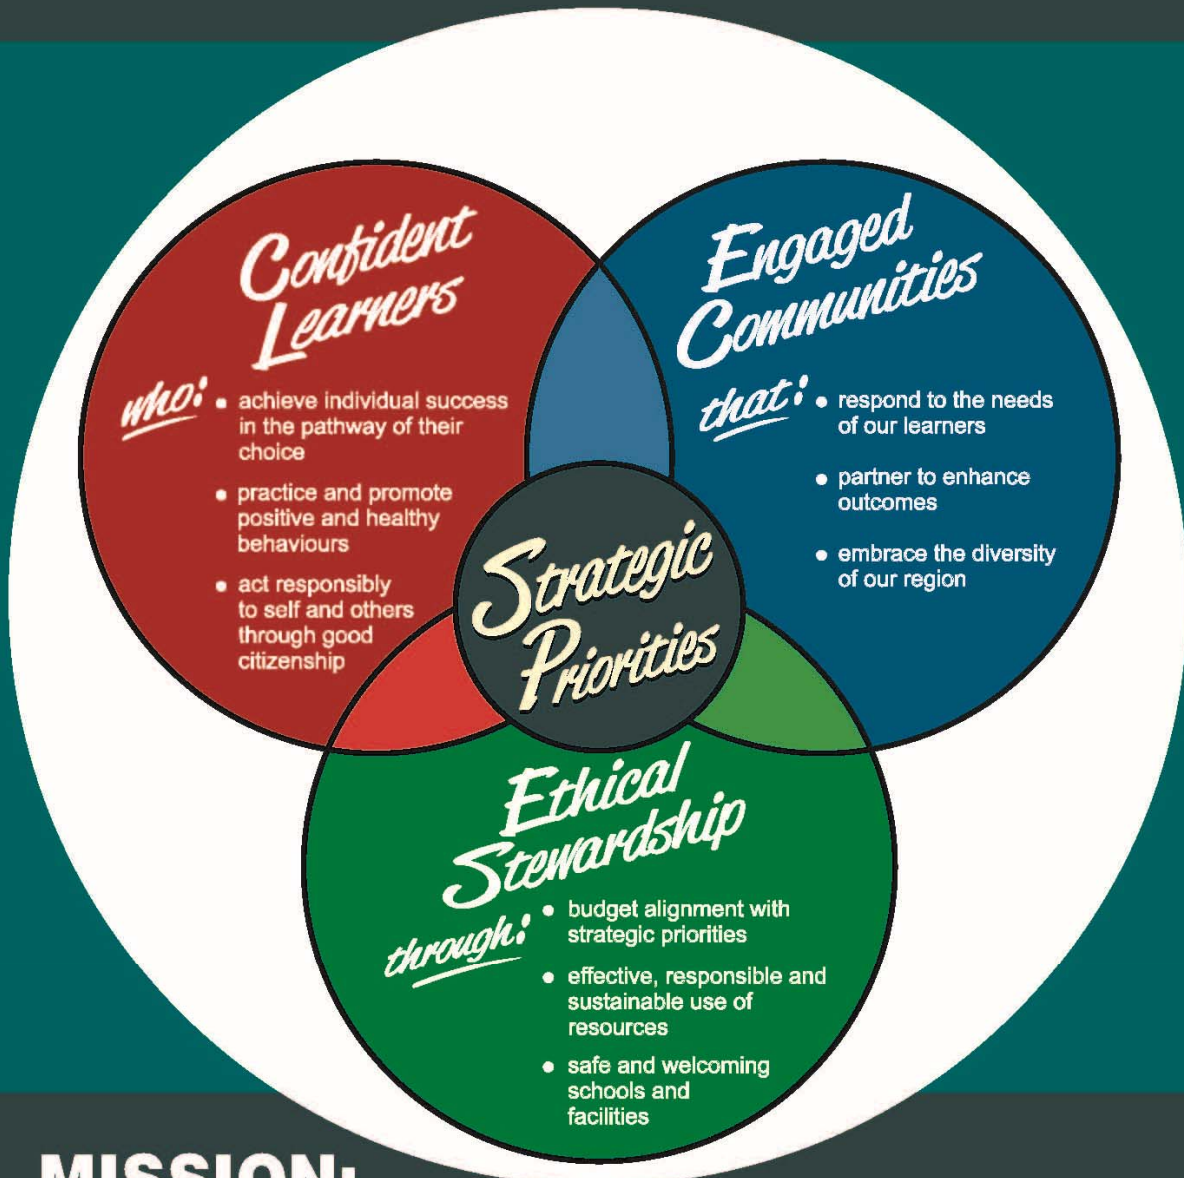 Confident
Learners
who:
• achieve individual success
in the pathway of their
choice
• practice and promote
positive and healthy
behaviours
• act responsibly
to self and others
through good
citizenship
Engaged
Communities
that:
• respond to the needs
of our learners
• partner to enhance
outcomes
• embrace the diversity
of our region
Strategic
Priorities
Ethical
Stewardship
through:
• budget alignment with
strategic priorities
• effective, responsible and
sustainable use of
resources
• safe and welcoming
schools and
facilities
MISSION: